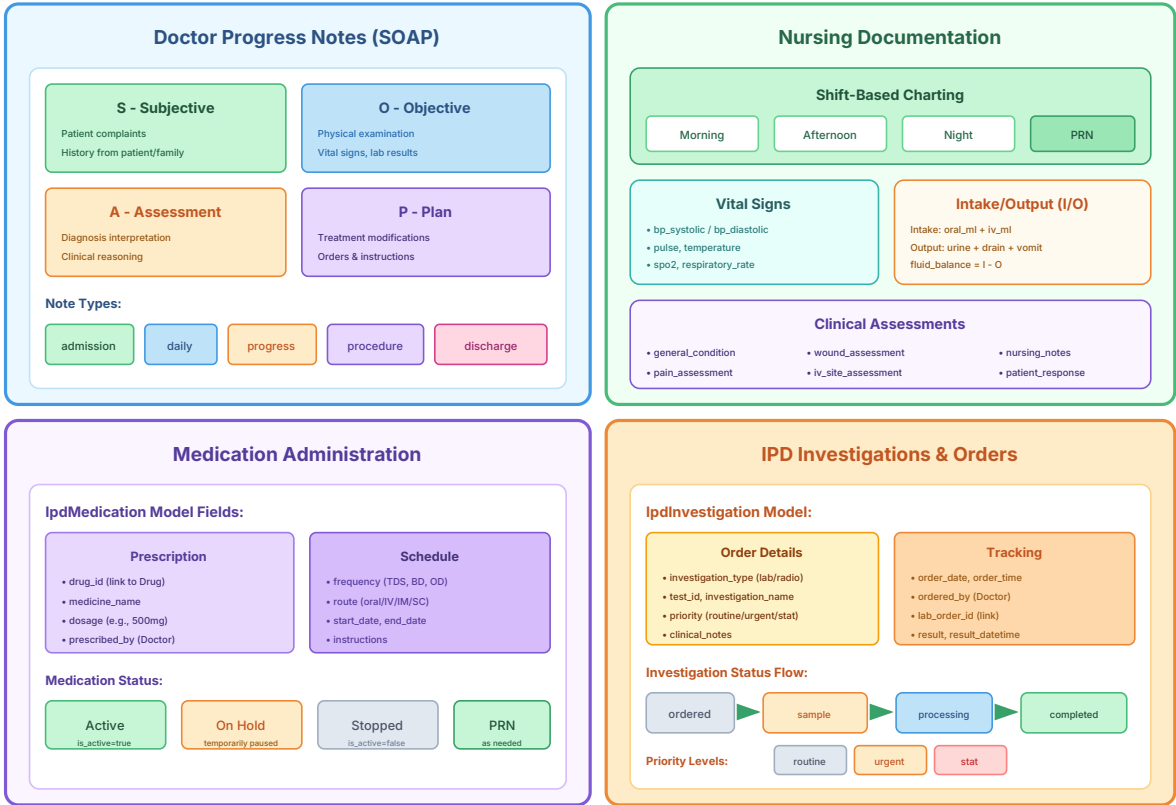 Doctor Progress Notes (SOAP)
S - Subjective
Patient complaints
History from patient/family
O - Objective
Physical examination
Vital signs, lab results
A - Assessment
Diagnosis interpretation
Clinical reasoning
P - Plan
Treatment modifications
Orders & instructions
Note Types:
admission
daily
progress
procedure
discharge
Nursing Documentation
Shift-Based Charting
Morning
Afternoon
Night
PRN
Vital Signs
• bp_systolic / bp_diastolic
• pulse, temperature
• spo2, respiratory_rate
Intake/Output (I/O)
Intake: oral_ml + iv_ml
Output: urine + drain + vomit
fluid_balance = I - O
Clinical Assessments
• general_condition
• pain_assessment
• wound_assessment
• iv_site_assessment
• nursing_notes
• patient_response
Medication Administration
IpdMedication Model Fields:
Prescription
• drug_id (link to Drug)
• medicine_name
• dosage (e.g., 500mg)
• prescribed_by (Doctor)
Schedule
• frequency (TDS, BD, OD)
• route (oral/IV/IM/SC)
• start_date, end_date
• instructions
Medication Status:
Active
is_active=true
On Hold
temporarily paused
Stopped
is_active=false
PRN
as needed
IPD Investigations & Orders
IpdInvestigation Model:
Order Details
• investigation_type (lab/radio)
• test_id, investigation_name
• priority (routine/urgent/stat)
• clinical_notes
Tracking
• order_date, order_time
• ordered_by (Doctor)
• lab_order_id (link)
• result, result_datetime
Investigation Status Flow:
ordered
sample
processing
completed
Priority Levels:
routine
urgent
stat